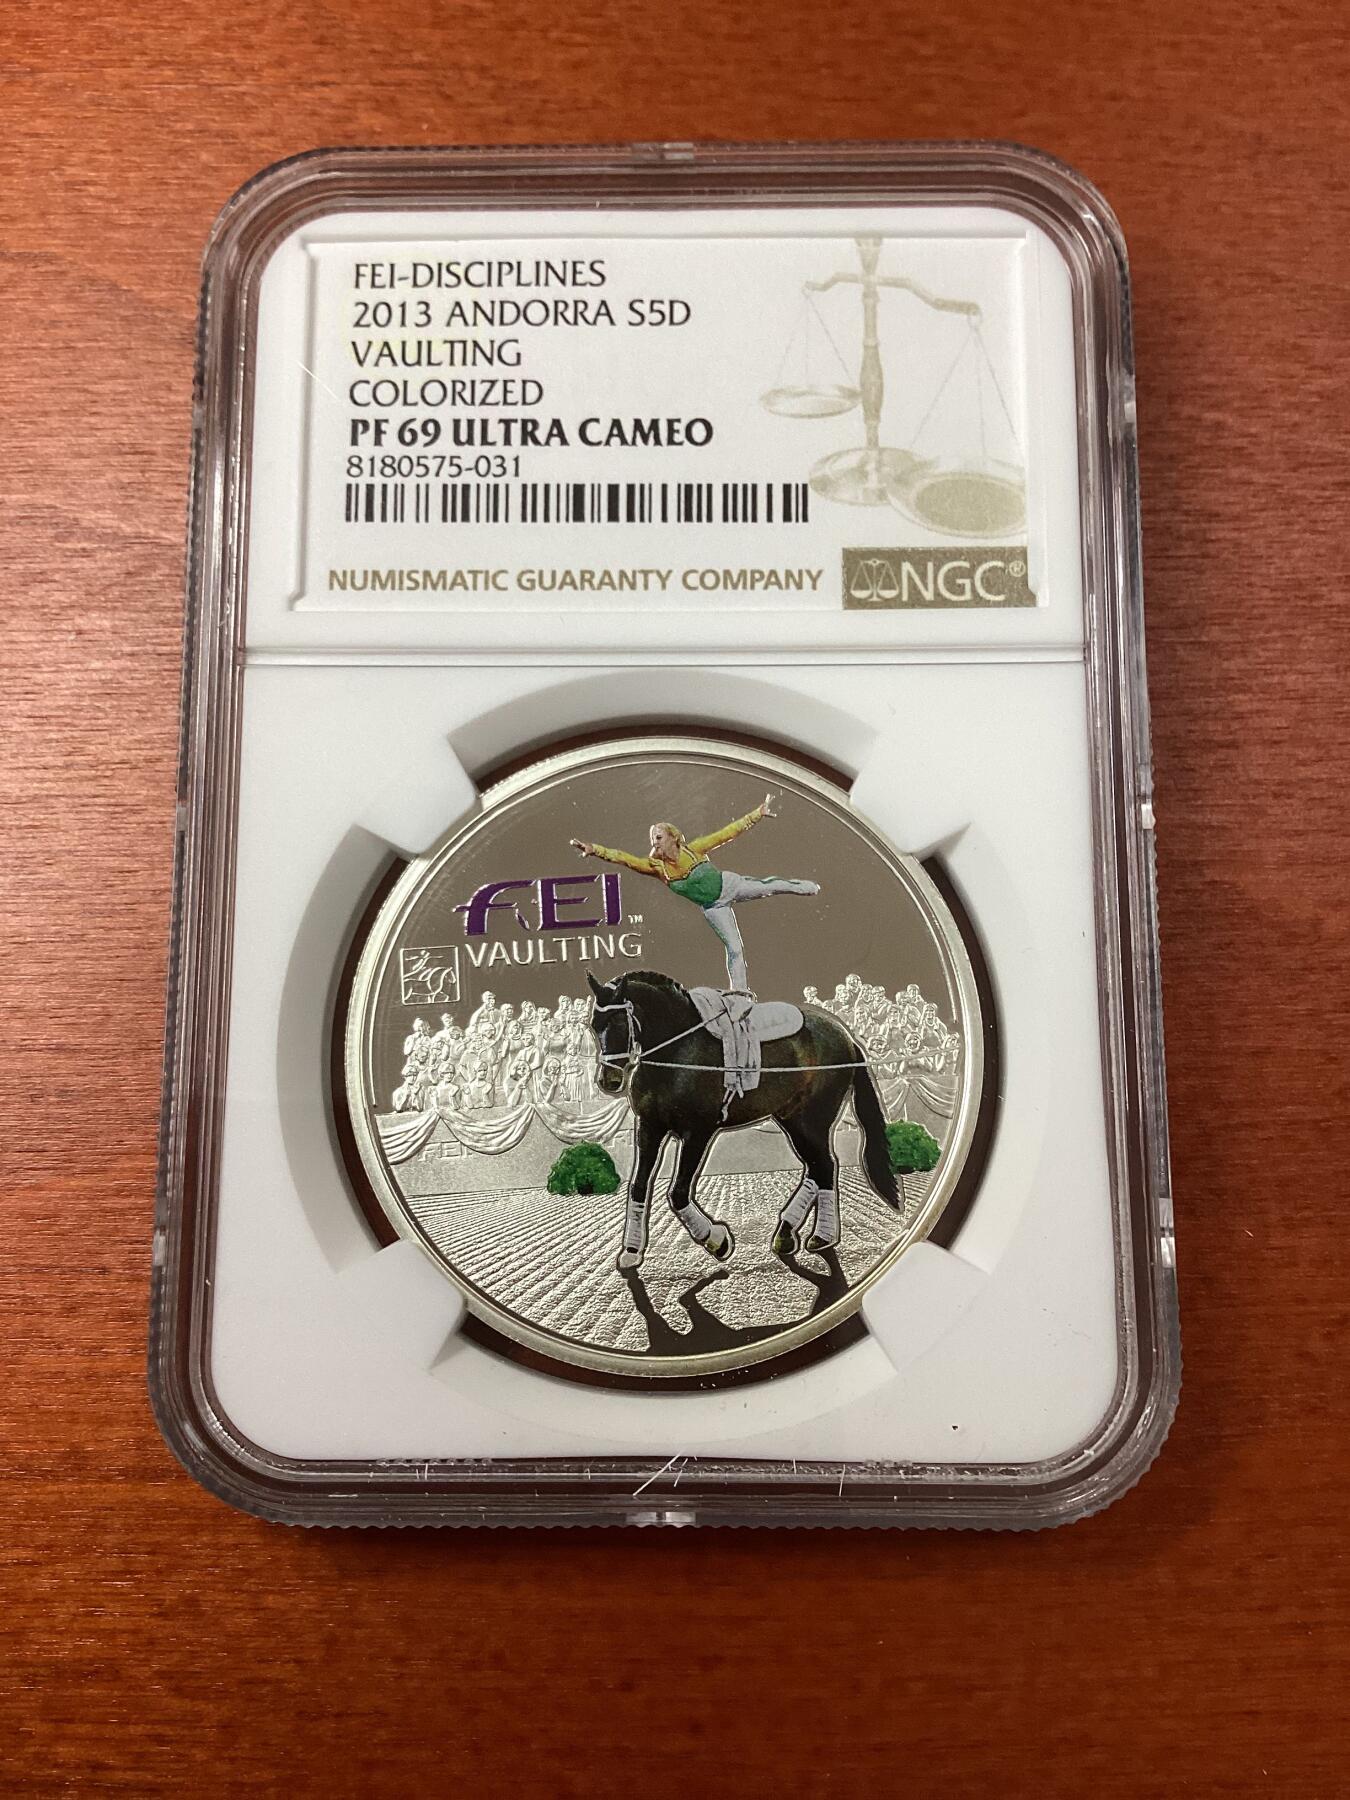 FEI-DISCIPLINES
2013 ANDORRA S5D
VAULTING
COLORIZED
PF 69 ULTRA CAMEO
8180575-031
NUMISMATIC GUARANTY COMPANY
NGC®
FEI™
VAULTING
FEI